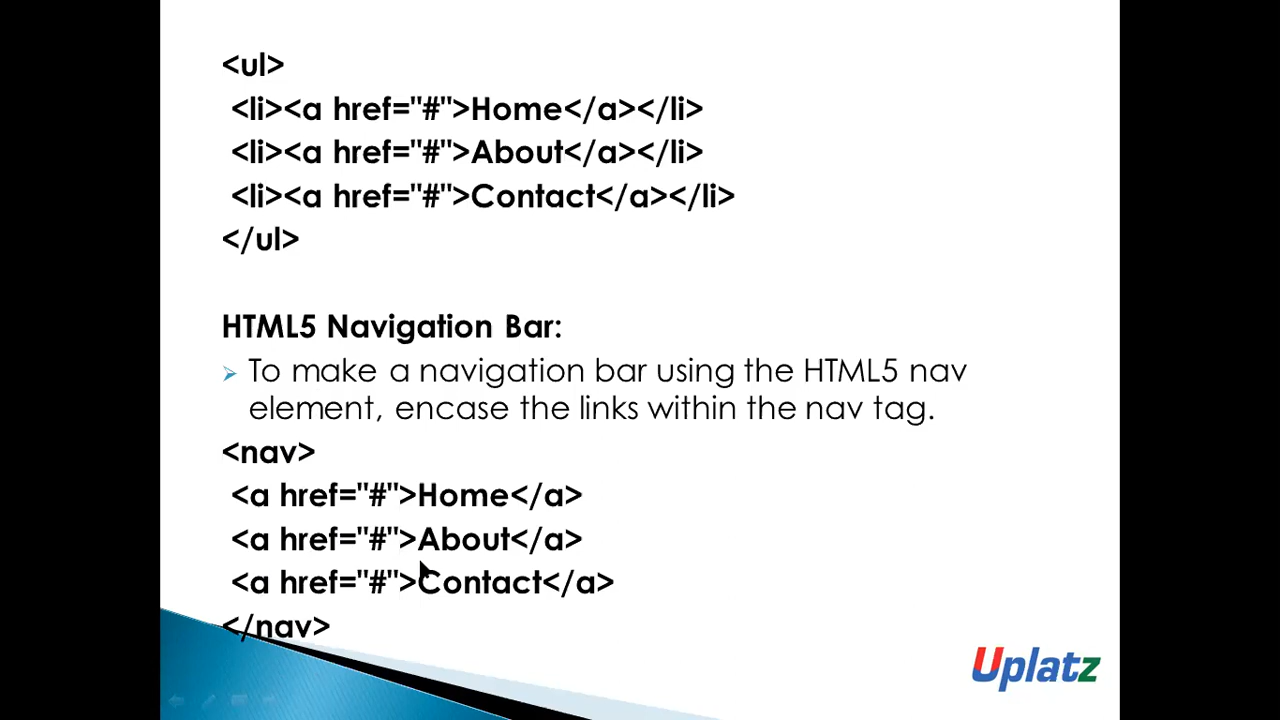 <ul>
<li><a href="#">Home</a></li>
<li><a href="#">About</a></li>
<li><a href="#">Contact</a></li>
</ul>
HTML5 Navigation Bar:
➢ To make a navigation bar using the HTML5 nav
element, encase the links within the nav tag.
<nav>
<a href="#">Home</a>
<a href="#">About</a>
<a href="#">Contact</a>
</nav>
Uplatz